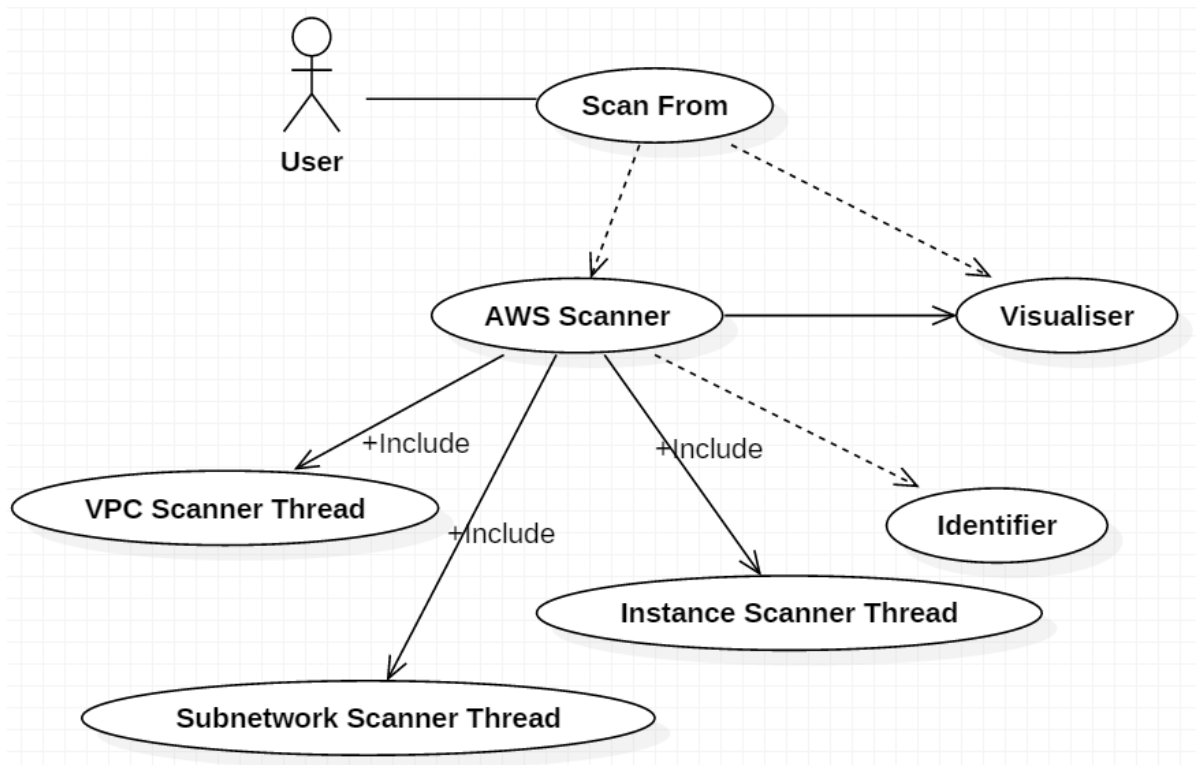 Scan From
User
AWS Scanner
Visualiser
+Include
+Include
VPC Scanner Thread
Identifier
+Include
Instance Scanner Thread
Subnetwork Scanner Thread